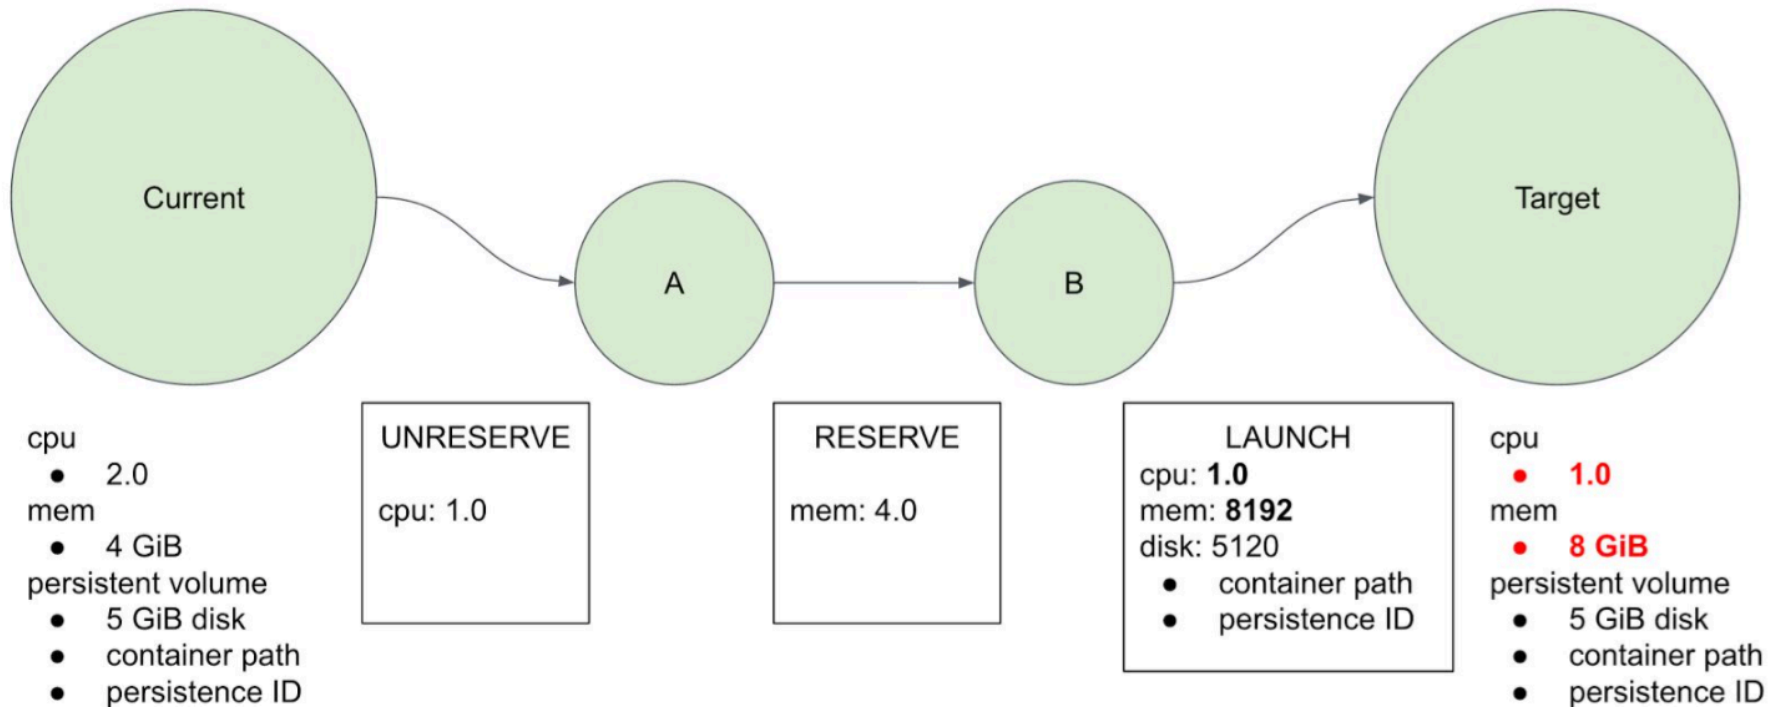 Current
A
B
Target
cpu
● 2.0
mem
● 4 GiB
persistent volume
● 5 GiB disk
● container path
● persistence ID
UNRESERVE
cpu: 1.0
RESERVE
mem: 4.0
LAUNCH
cpu: 1.0
mem: 8192
disk: 5120
● container path
● persistence ID
cpu
● 1.0
mem
● 8 GiB
persistent volume
● 5 GiB disk
● container path
● persistence ID